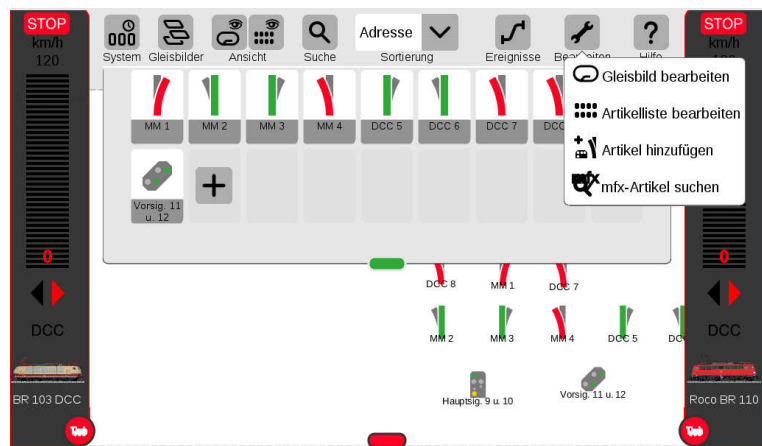 STOP
km/h
120
0
DCC
BR 103 DCC
System
Gleisbilder
Ansicht
Suche
Adresse
Sortierung
Ereignisse
Hilfe
Gleisbild bearbeiten
Artikelliste bearbeiten
Artikel hinzufügen
mfx-Artikel suchen
MM 1
MM 2
MM 3
MM 4
DCC 5
DCC 6
DCC 7
Vorsig. 11
u. 12
DCC 8
MM 1
DCC 7
MM 2
MM 3
MM 4
DCC 5
Hauptsig. 9 u. 10
Vorsig. 11 u. 12
STOP
km/h
0
DCC
Roco BR 110